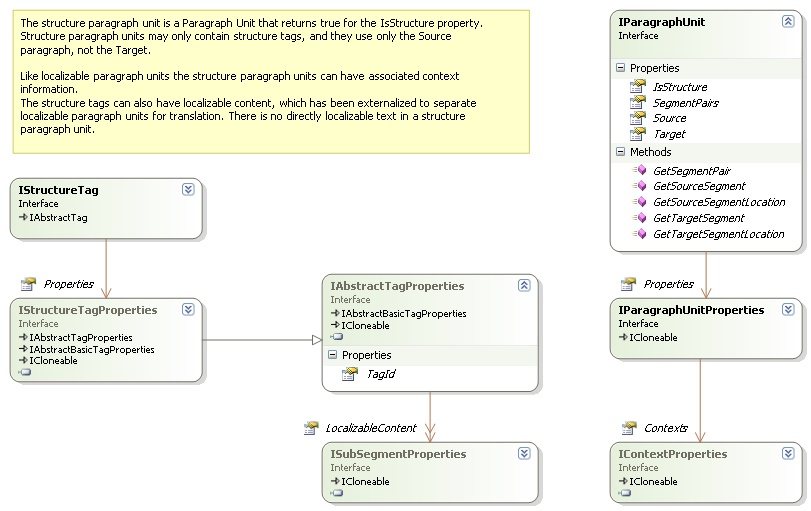 The structure paragraph unit is a Paragraph Unit that returns true for the IsStructure property.
Structure paragraph units may only contain structure tags, and they use only the Source
paragraph, not the Target.
Like localizable paragraph units the structure paragraph units can have associated context
information.
The structure tags can also have localizable content, which has been externalized to separate
localizable paragraph units for translation. There is no directly localizable text in a structure
paragraph unit.
IStructureTag
Interface
IAbstractTag
Properties
IStructureTagProperties
Interface
IAbstractTagProperties
IAbstractBasicTagProperties
ICloneable
IAbstractTagProperties
Interface
IAbstractBasicTagProperties
ICloneable
Properties
TagId
LocalizableContent
ISubSegmentProperties
Interface
ICloneable
IParagraphUnit
Interface
Properties
IsStructure
SegmentPairs
Source
Target
Methods
GetSegmentPair
GetSourceSegment
GetSourceSegmentLocation
GetTargetSegment
GetTargetSegmentLocation
Properties
IParagraphUnitProperties
Interface
ICloneable
Contexts
IContextProperties
Interface
ICloneable